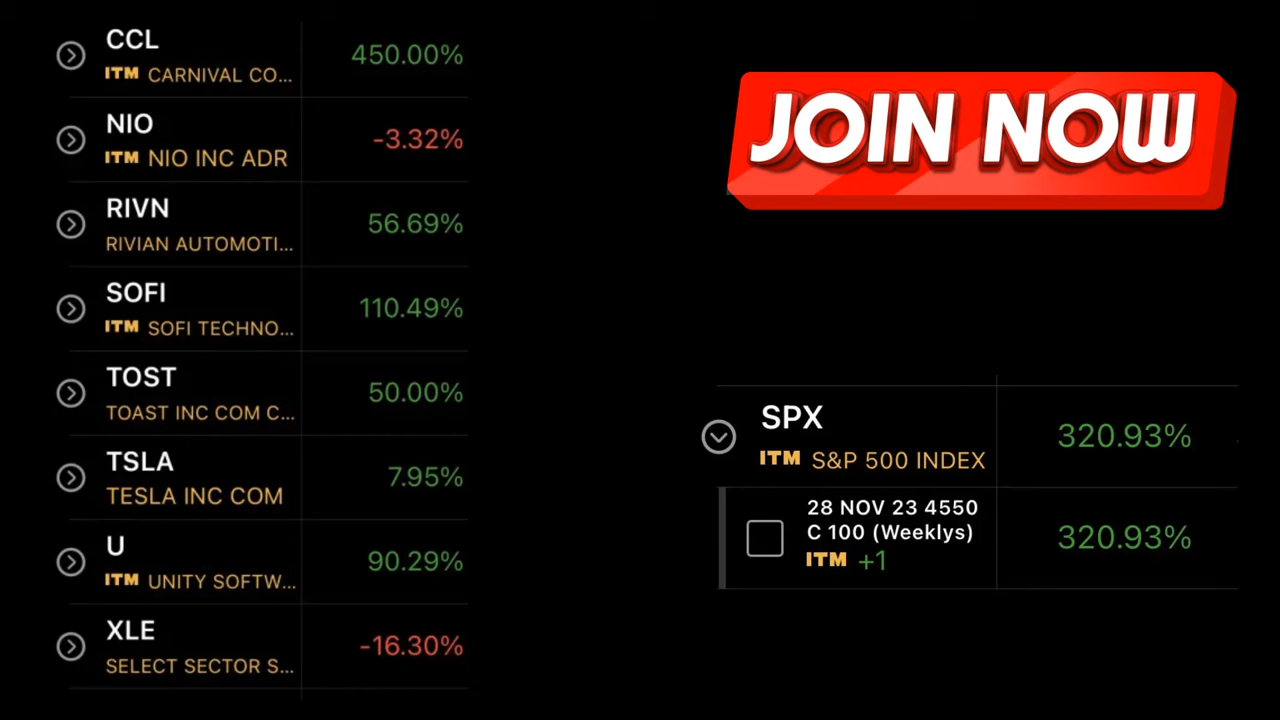 CCL
450.00%
ITM CARNIVAL CO...
NIO
-3.32%
ITM NIO INC ADR
RIVN
56.69%
RIVIAN AUTOMOTI...
SOFI
110.49%
ITM SOFI TECHNO...
TOST
50.00%
TOAST INC COM C...
TSLA
7.95%
TESLA INC COM
U
90.29%
ITM UNITY SOFTW...
XLE
-16.30%
SELECT SECTOR S...
JOIN NOW
SPX
320.93%
ITM S&P 500 INDEX
28 NOV 23 4550
C 100 (Weeklys)
320.93%
ITM +1